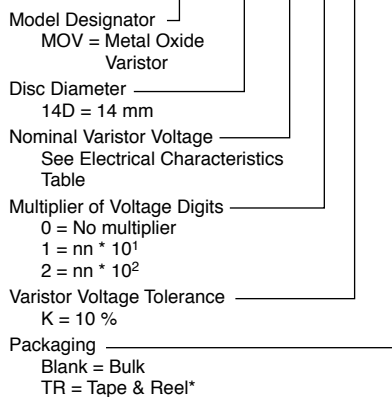 Model Designator
MOV = Metal Oxide
Varistor
Disc Diameter
14D = 14 mm
Nominal Varistor Voltage
See Electrical Characteristics
Table
Multiplier of Voltage Digits
0 = No multiplier
1 = nn * 10¹
2 = nn * 10²
Varistor Voltage Tolerance
K = 10 %
Packaging
Blank = Bulk
TR = Tape & Reel*